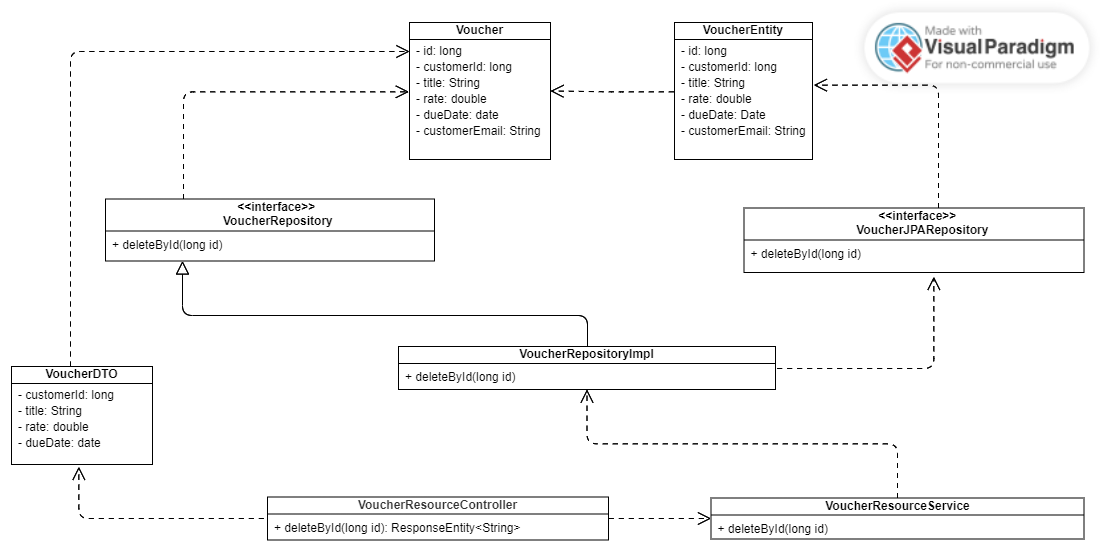 Voucher
- id: long
- customerId: long
- title: String
- rate: double
- dueDate: date
- customerEmail: String
VoucherEntity
- id: long
- customerId: long
- title: String
- rate: double
- dueDate: Date
- customerEmail: String
Made with
Visual Paradigm
For non-commercial use
<<interface>>
VoucherRepository
+ deleteById(long id)
<<interface>>
VoucherJPARepository
+ deleteById(long id)
VoucherRepositoryImpl
+ deleteById(long id)
VoucherDTO
- customerId: long
- title: String
- rate: double
- dueDate: date
VoucherResourceController
+ deleteById(long id): ResponseEntity<String>
VoucherResourceService
+ deleteById(long id)